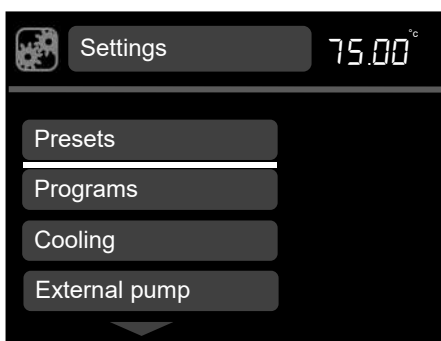 Settings
75.00°c
Presets
Programs
Cooling
External pump